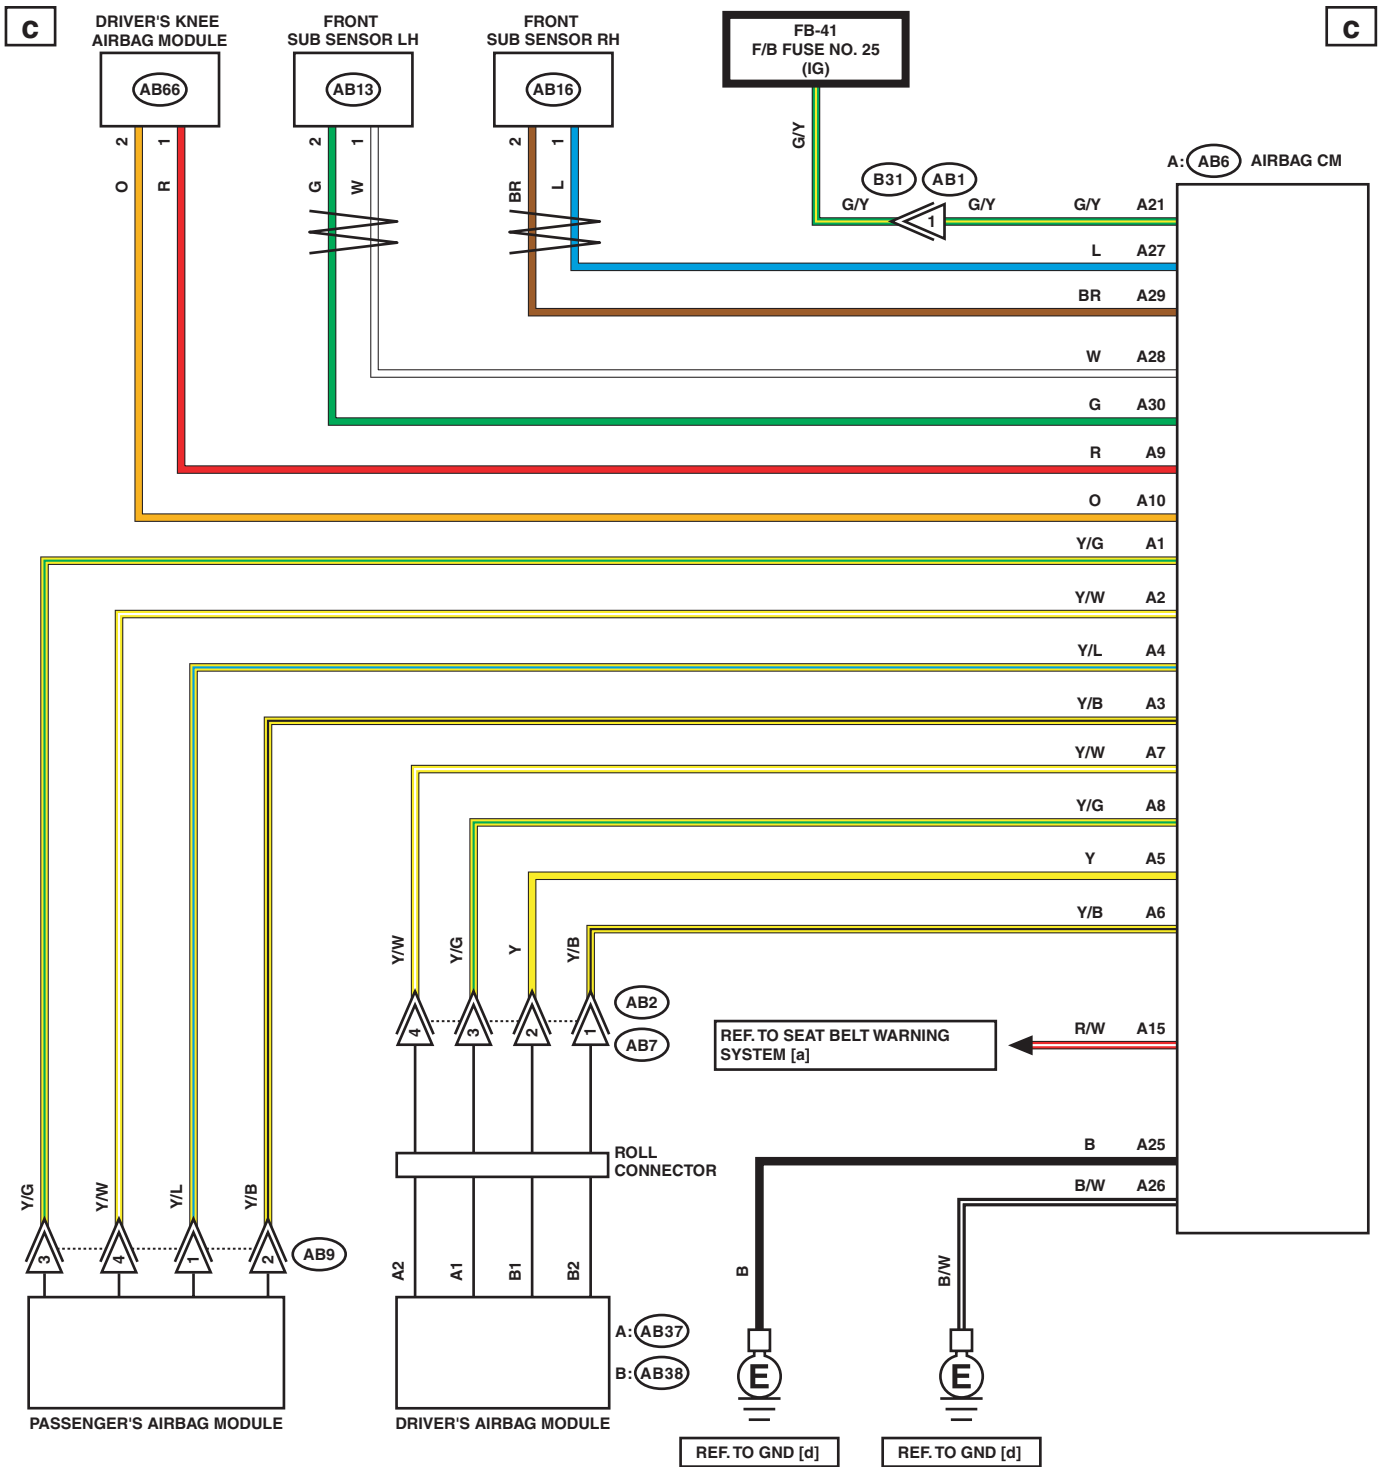 C
C
DRIVER'S KNEE
AIRBAG MODULE
AB66
2
1
O
R
FRONT
SUB SENSOR LH
AB13
2
1
G
W
FRONT
SUB SENSOR RH
AB16
2
1
BR
L
FB-41
F/B FUSE NO. 25
(IG)
G/Y
B31
AB1
G/Y
1
G/Y
A: AB6 AIRBAG CM
G/Y A21
L A27
BR A29
W A28
G A30
R A9
O A10
Y/G A1
Y/W A2
Y/L A4
Y/B A3
Y/W A7
Y/G A8
Y A5
Y/B A6
Y/W
Y/G
Y
Y/B
4
3
2
1
AB2
AB7
REF. TO SEAT BELT WARNING
SYSTEM [a]
R/W A15
ROLL
CONNECTOR
B A25
B/W A26
Y/G
Y/W
Y/L
Y/B
3
4
1
2
AB9
A2
A1
B1
B2
B
B/W
A: AB37
B: AB38
E
E
PASSENGER'S AIRBAG MODULE
DRIVER'S AIRBAG MODULE
REF. TO GND [d]
REF. TO GND [d]